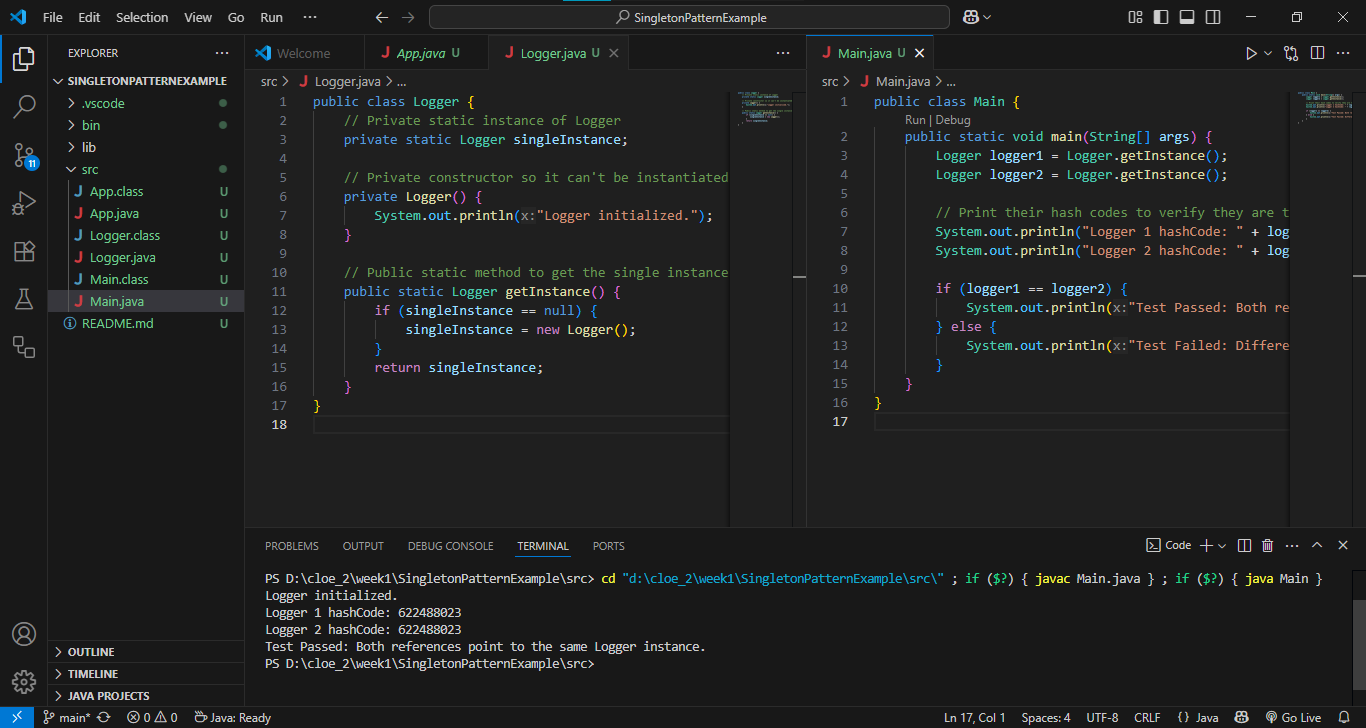 File Edit Selection View Go Run ··· SingletonPatternExample
EXPLORER ···
SINGLETONPATTERNEXAMPLE
.vscode
bin
lib
src
App.class U
App.java U
Logger.class U
Logger.java U
Main.class U
Main.java U
README.md U
OUTLINE
TIMELINE
JAVA PROJECTS
11
Welcome App.java U Logger.java U ···
src > Logger.java > ...
1 public class Logger {
2 // Private static instance of Logger
3 private static Logger singleInstance;
4
5 // Private constructor so it can't be instantiated
6 private Logger() {
7 System.out.println(x:"Logger initialized.");
8 }
9
10 // Public static method to get the single instance
11 public static Logger getInstance() {
12 if (singleInstance == null) {
13 singleInstance = new Logger();
14 }
15 return singleInstance;
16 }
17 }
18
Main.java U ···
src > Main.java > ...
1 public class Main {
Run | Debug
2 public static void main(String[] args) {
3 Logger logger1 = Logger.getInstance();
4 Logger logger2 = Logger.getInstance();
5
6 // Print their hash codes to verify they are t
7 System.out.println("Logger 1 hashCode: " + log
8 System.out.println("Logger 2 hashCode: " + log
9
10 if (logger1 == logger2) {
11 System.out.println(x:"Test Passed: Both re
12 } else {
13 System.out.println(x:"Test Failed: Differe
14 }
15 }
16 }
17
PROBLEMS OUTPUT DEBUG CONSOLE TERMINAL PORTS Code ···
PS D:\cloe_2\week1\SingletonPatternExample\src> cd "d:\cloe_2\week1\SingletonPatternExample\src\" ; if ($?) { javac Main.java } ; if ($?) { java Main }
Logger initialized.
Logger 1 hashCode: 622488023
Logger 2 hashCode: 622488023
Test Passed: Both references point to the same Logger instance.
PS D:\cloe_2\week1\SingletonPatternExample\src>
main* 0 0 Java: Ready Ln 17, Col 1 Spaces: 4 UTF-8 CRLF {} Java Go Live